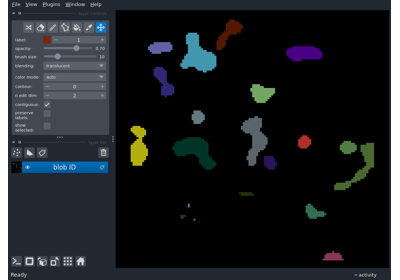 File View Plugins Window Help
label: 1
opacity: 0.70
brush size: 10
blending: translucent
color mode: auto
contour: 0
n edit dim: 2
contiguous:
preserve labels:
show selected:
blob ID
Ready
activity